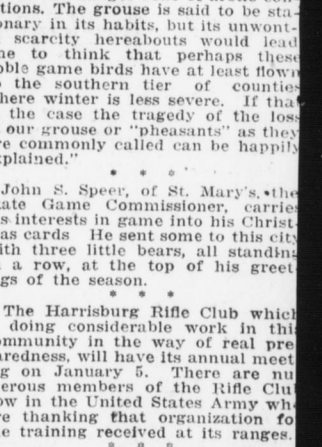 tions. The grouse is said to be sta-
onary in its habits, but its unwont-
scarcity hereabouts would lead
ne to think that perhaps these
oble game birds have at least flown
the southern tier of counties
here winter is less severe. If that
the case the tragedy of the loss
our grouse or "pheasants" as they
re commonly called can be happily
xplained."
* * *
John S. Speer, of St. Mary's, the
ate Game Commissioner, carries
s interests in game into his Christ-
as cards He sent some to this city
ith three little bears, all standing
a row, at the top of his greet-
gs of the season.
* * *
The Harrisburg Rifle Club which
doing considerable work in this
ommunity in the way of real pre-
aredness, will have its annual meet-
g on January 5. There are nu-
erous members of the Rifle Club
ow in the United States Army wh
re thanking that organization fo
e training received at its ranges.
* * *